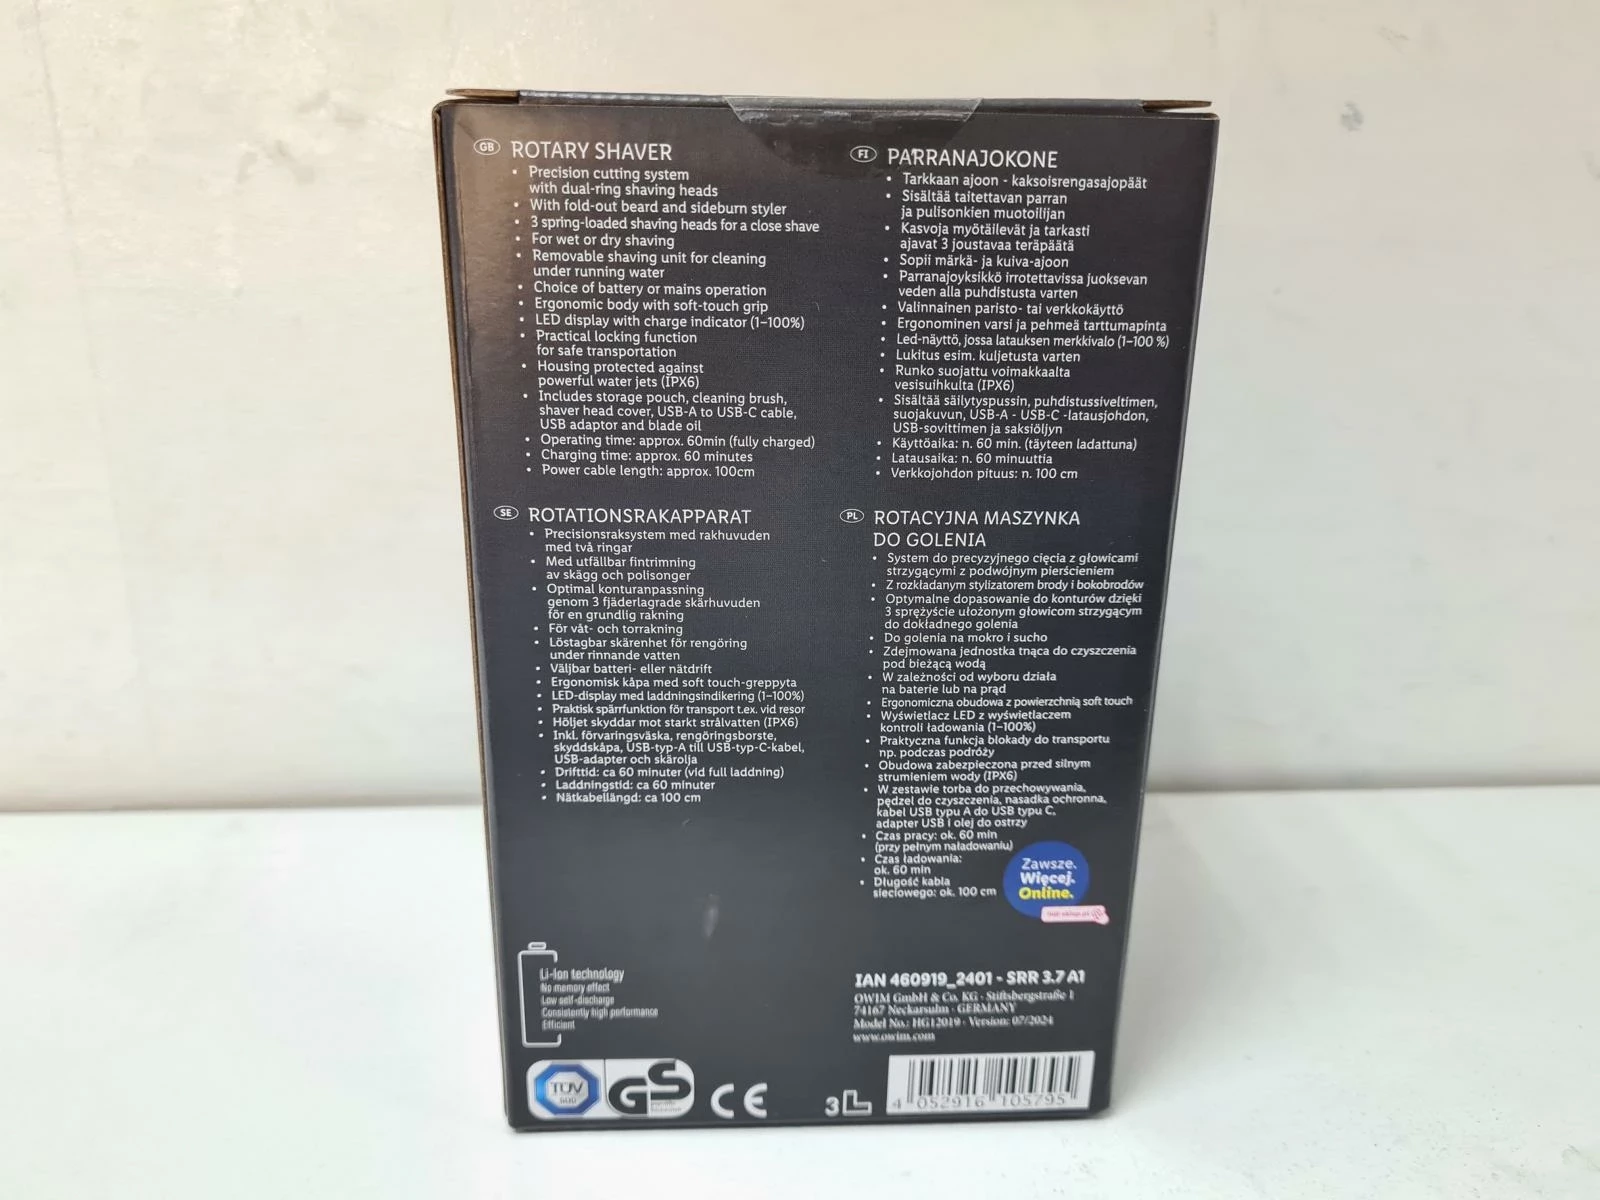 GB ROTARY SHAVER
• Precision cutting system
with dual-ring shaving heads
• With fold-out beard and sideburn styler
• 3 spring-loaded shaving heads for a close shave
• For wet or dry shaving
• Removable shaving unit for cleaning
under running water
• Choice of battery or mains operation
• Ergonomic body with soft-touch grip
• LED display with charge indicator (1–100%)
• Practical locking function
for safe transportation
• Housing protected against
powerful water jets (IPX6)
• Includes storage pouch, cleaning brush,
shaver head cover, USB-A to USB-C cable,
USB adaptor and blade oil
• Operating time: approx. 60min (fully charged)
• Charging time: approx. 60 minutes
• Power cable length: approx. 100cm
FI PARRANAJOKONE
• Tarkkaan ajoon - kaksoisrengasajopäät
• Sisältää taitettavan parran
ja pulisonkien muotoilijan
• Kasvoja myötäilevät ja tarkasti
ajavat 3 joustavaa teräpäätä
• Sopii märkä- ja kuiva-ajoon
• Parranajoyksikkö irrotettavissa juoksevan
veden alla puhdistusta varten
• Valinnainen paristo- tai verkkokäyttö
• Ergonominen varsi ja pehmeä tarttumapinta
• Led-näyttö, jossa latauksen merkkivalo (1–100 %)
• Lukitus esim. kuljetusta varten
• Runko suojattu voimakkaalta
vesisuihkulta (IPX6)
• Sisältää säilytyspussin, puhdistussiveltimen,
suojakuvun, USB-A - USB-C -latausjohdon,
USB-sovittimen ja saksiöljyn
• Käyttöaika: n. 60 min. (täyteen ladattuna)
• Latausaika: n. 60 minuuttia
• Verkkojohdon pituus: n. 100 cm
SE ROTATIONSRAKAPPARAT
• Precisionsraksystem med rakhuvuden
med två ringar
• Med utfällbar fintrimning
av skägg och polisonger
• Optimal konturanpassning
genom 3 fjäderlagrade skärhuvuden
för en grundlig rakning
• För våt- och torrakning
• Löstagbar skärenhet för rengöring
under rinnande vatten
• Väljbar batteri- eller nätdrift
• Ergonomisk kåpa med soft touch-greppyta
• LED-display med laddningsindikering (1–100%)
• Praktisk spärrfunktion för transport t.ex. vid resor
• Höljet skyddar mot starkt strålvatten (IPX6)
• Inkl. förvaringsväska, rengöringsborste,
skyddskåpa, USB-typ-A till USB-typ-C-kabel,
USB-adapter och skärolja
• Drifttid: ca 60 minuter (vid full laddning)
• Laddningstid: ca 60 minuter
• Nätkabellängd: ca 100 cm
PL ROTACYJNA MASZYNKA
DO GOLENIA
• System do precyzyjnego cięcia z głowicami
strzygącymi z podwójnym pierścieniem
• Z rozkładanym stylizatorem brody i bokobrodów
• Optymalne dopasowanie do konturów dzięki
3 sprężyście ułożonym głowicom strzygącym
do dokładnego golenia
• Do golenia na mokro i sucho
• Zdejmowana jednostka tnąca do czyszczenia
pod bieżącą wodą
• W zależności od wyboru działa
na baterie lub na prąd
• Ergonomiczna obudowa z powierzchnią soft touch
• Wyświetlacz LED z wyświetlaczem
kontroli ładowania (1–100%)
• Praktyczna funkcja blokady do transportu
np. podczas podróży
• Obudowa zabezpieczona przed silnym
strumieniem wody (IPX6)
• W zestawie torba do przechowywania,
pędzel do czyszczenia, nasadka ochronna,
kabel USB typu A do USB typu C,
adapter USB i olej do ostrzy
• Czas pracy: ok. 60 min
(przy pełnym naładowaniu)
• Czas ładowania:
ok. 60 min
• Długość kabla
sieciowego: ok. 100 cm
Zawsze.
Więcej.
Online.
Li-Ion technology
No memory effect
Low self-discharge
Consistently high performance
Efficient
IAN 460919_2401 - SRR 3.7 A1
OWIM GmbH & Co. KG · Stiftsbergstraße 1
74167 Neckarsulm · GERMANY
Model No.: HG12019 · Version: 07/2024
www.owim.com
TÜV
SÜD
GS
CE
3L
4 052916 105795